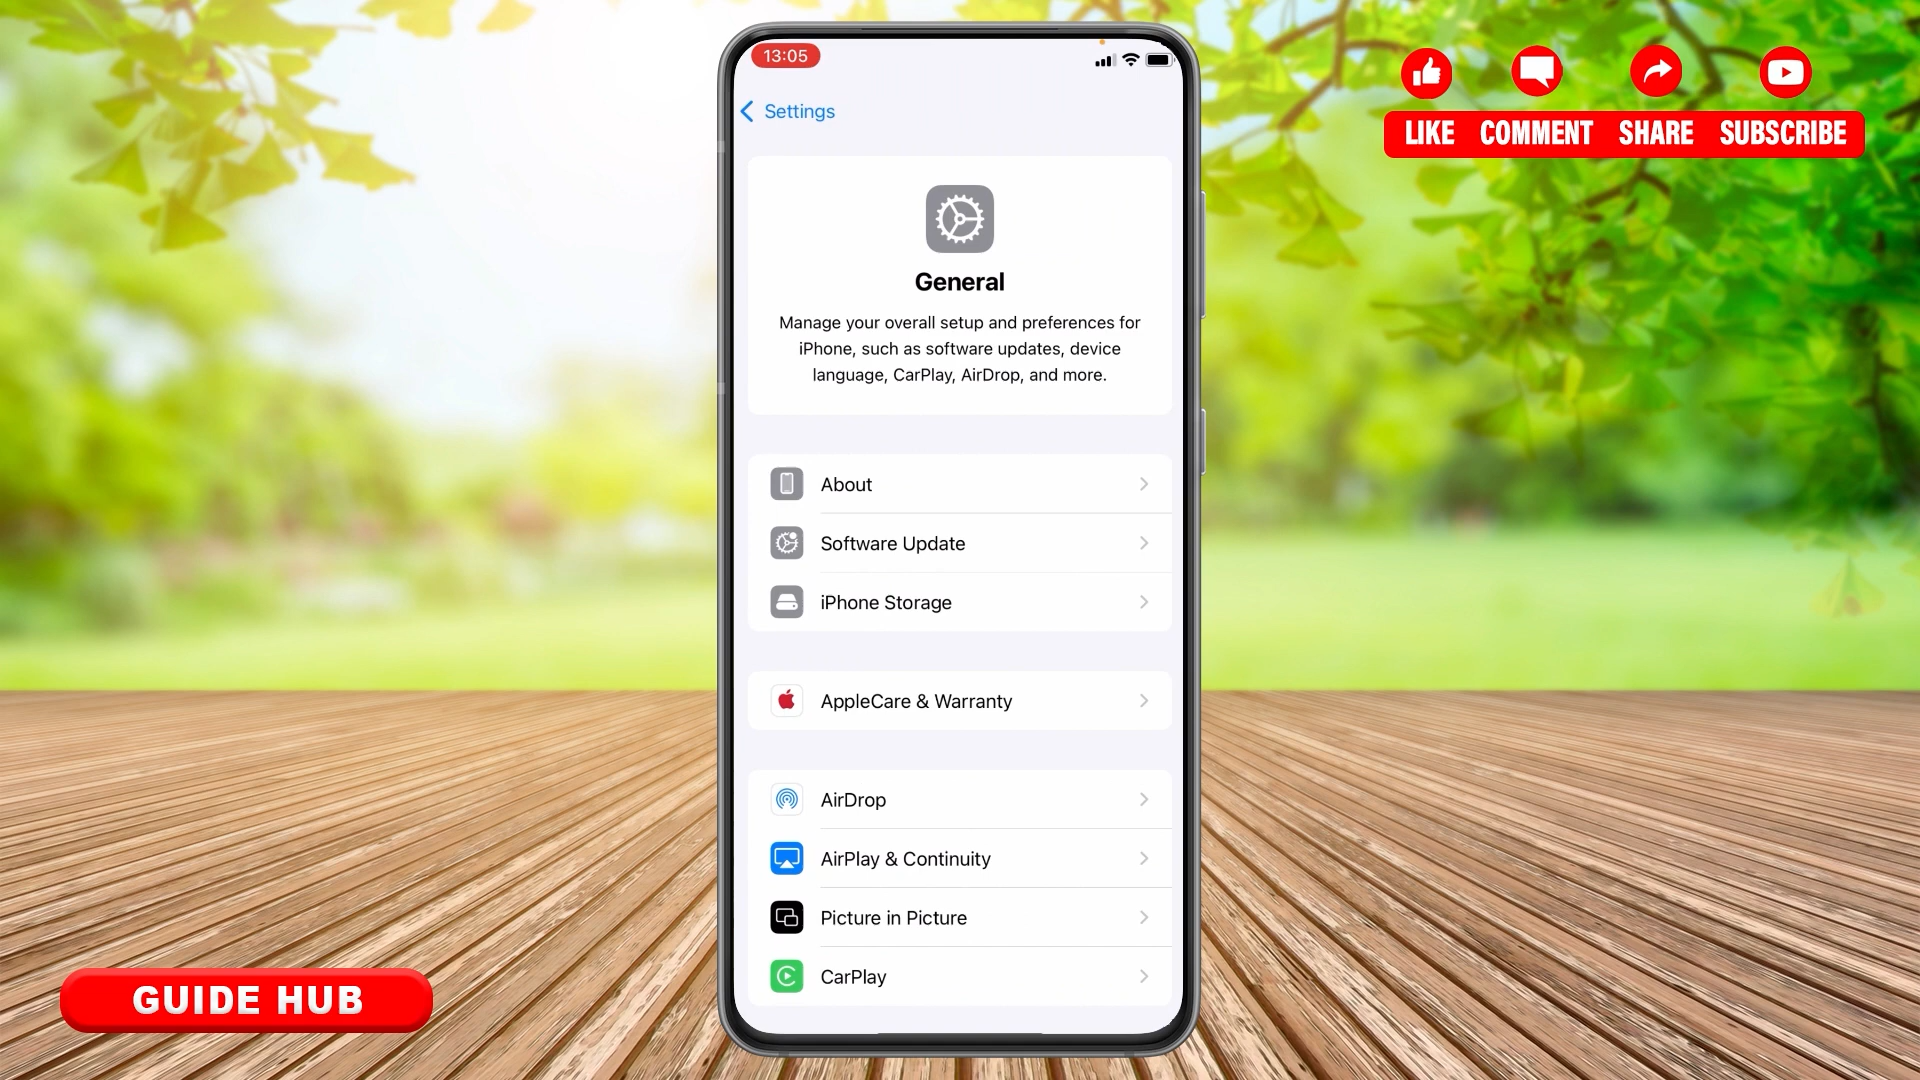 13:05
Settings
General
Manage your overall setup and preferences for
iPhone, such as software updates, device
language, CarPlay, AirDrop, and more.
About
Software Update
iPhone Storage
AppleCare & Warranty
AirDrop
AirPlay & Continuity
Picture in Picture
CarPlay
LIKE COMMENT SHARE SUBSCRIBE
GUIDE HUB